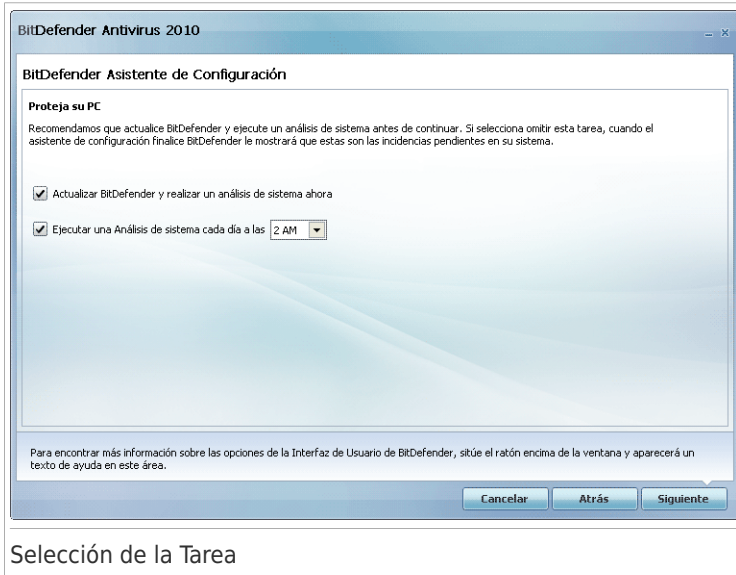 BitDefender Antivirus 2010
BitDefender Asistente de Configuración
Proteja su PC
Recomendamos que actualice BitDefender y ejecute un análisis de sistema antes de continuar. Si selecciona omitir esta tarea, cuando el
asistente de configuración finalice BitDefender le mostrará que estas son las incidencias pendientes en su sistema.
Actualizar BitDefender y realizar un análisis de sistema ahora
Ejecutar una Análisis de sistema cada día a las 2 AM
Para encontrar más información sobre las opciones de la Interfaz de Usuario de BitDefender, sitúe el ratón encima de la ventana y aparecerá un
texto de ayuda en este área.
Cancelar Atrás Siguiente
Selección de la Tarea